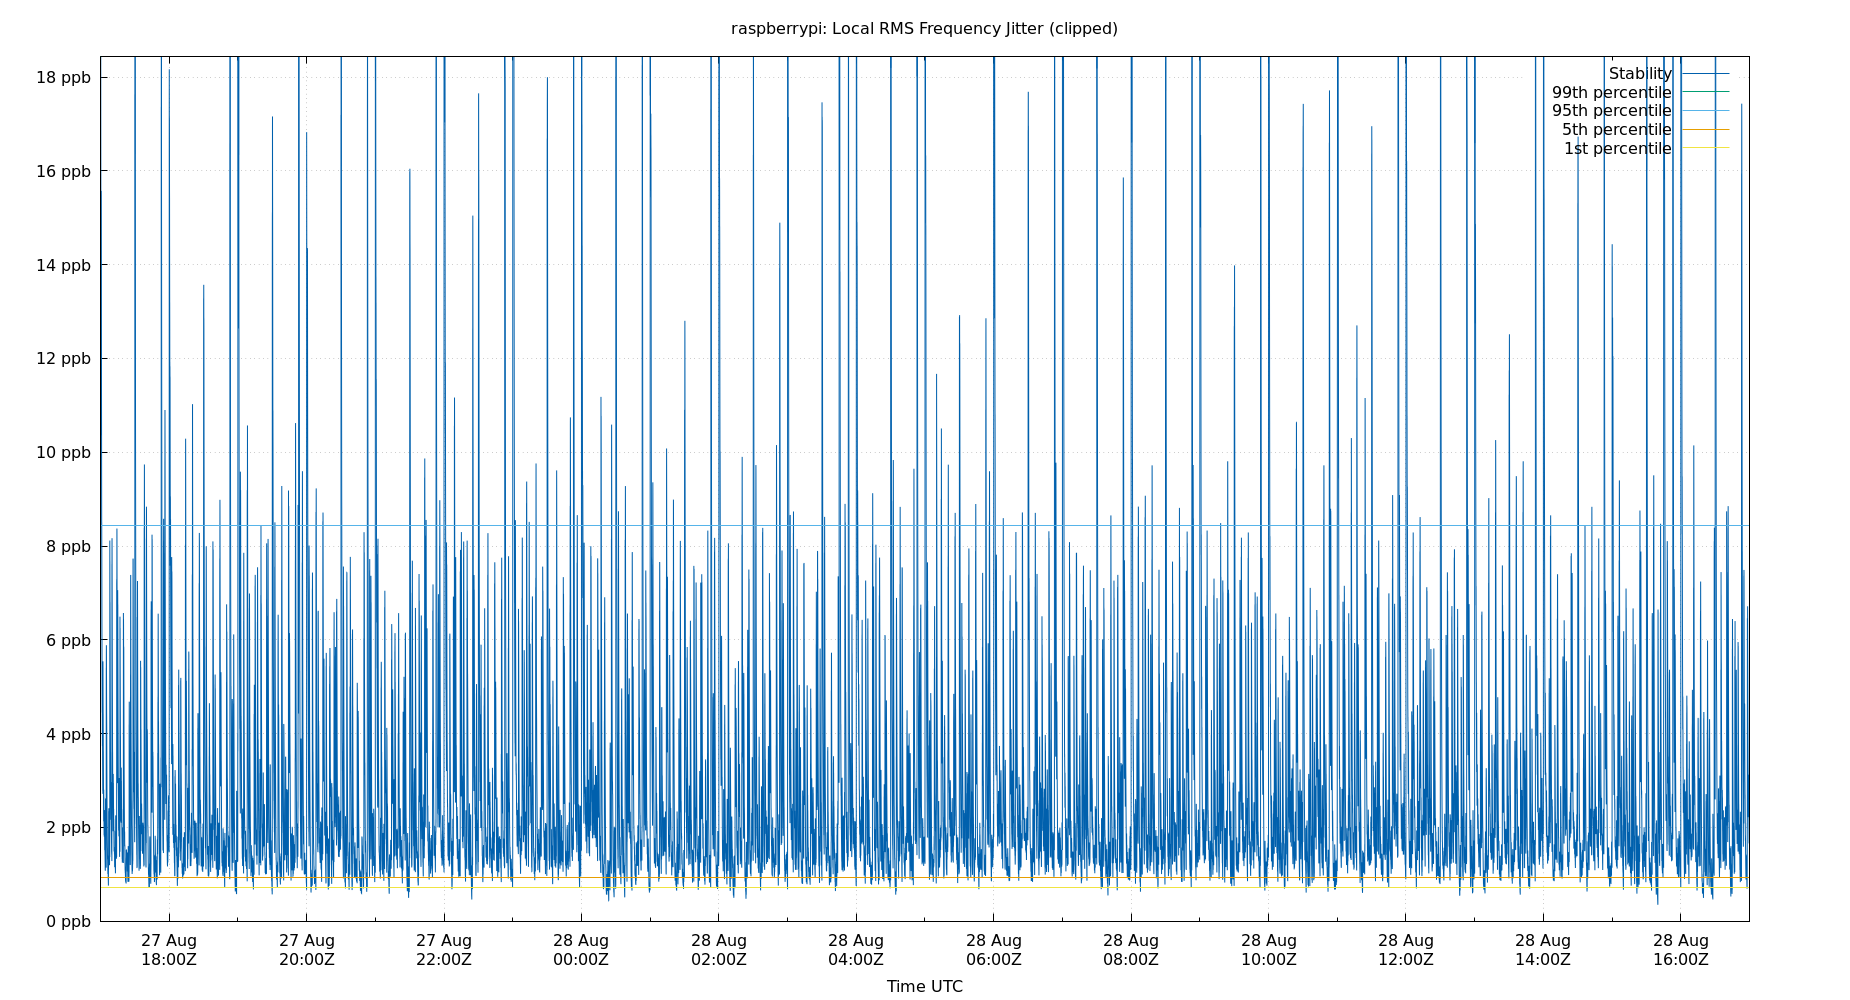 raspberrypi: Local RMS Frequency Jitter (clipped)
18 ppb
16 ppb
14 ppb
12 ppb
10 ppb
8 ppb
6 ppb
4 ppb
2 ppb
0 ppb
Stability
99th percentile
95th percentile
5th percentile
1st percentile
27 Aug
18:00Z
27 Aug
20:00Z
27 Aug
22:00Z
28 Aug
00:00Z
28 Aug
02:00Z
28 Aug
04:00Z
28 Aug
06:00Z
28 Aug
08:00Z
28 Aug
10:00Z
28 Aug
12:00Z
28 Aug
14:00Z
28 Aug
16:00Z
Time UTC